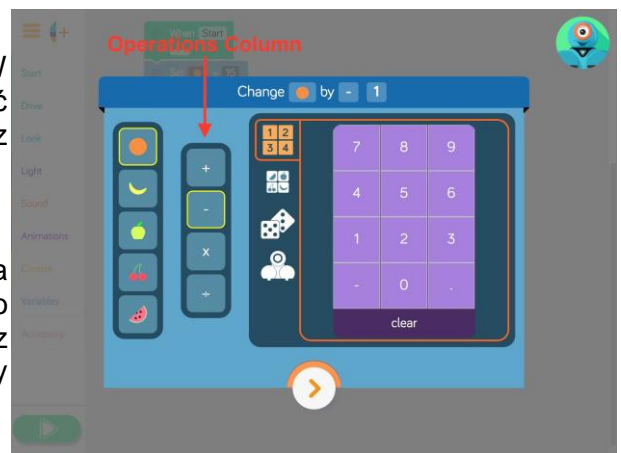 ć
z
a
z
When Start
Operations Column
Start
Drive
Look
Light
Sound
Animations
Control
Variables
Accessory
Change by - 1
+
-
x
÷
1 2
3 4
7 8 9
4 5 6
1 2 3
- 0 .
clear